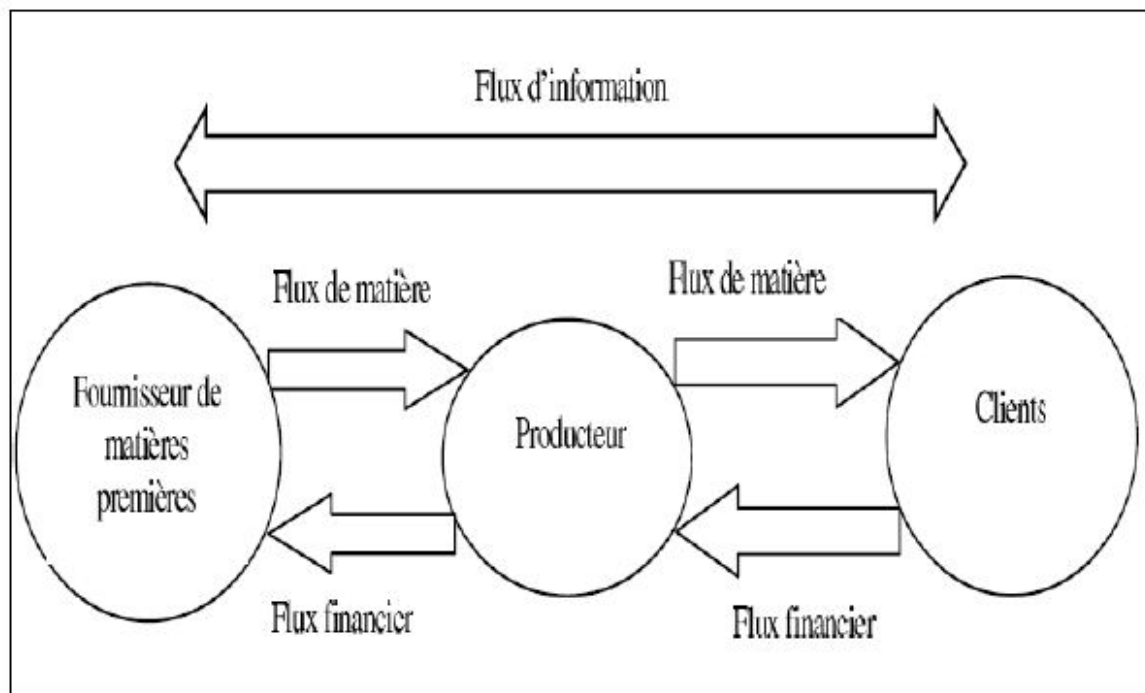 Flux d'information
Flux de matière
Flux de matière
Fournisseur de
matières
premières
Producteur
Clients
Flux financier
Flux financier